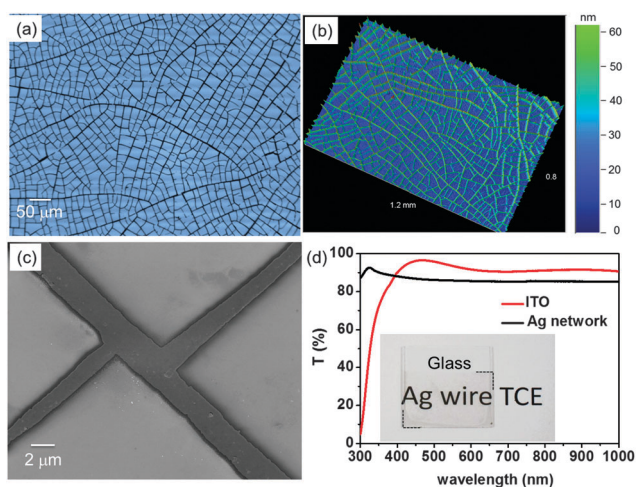 (a)
50 μm
(b)
1.2 mm
0.8
nm
60
50
40
30
20
10
0
(c)
2 μm
(d)
T (%)
100
80
60
40
20
0
ITO
Ag network
Glass
Ag wire TCE
300 400 500 600 700 800 900 1000
wavelength (nm)